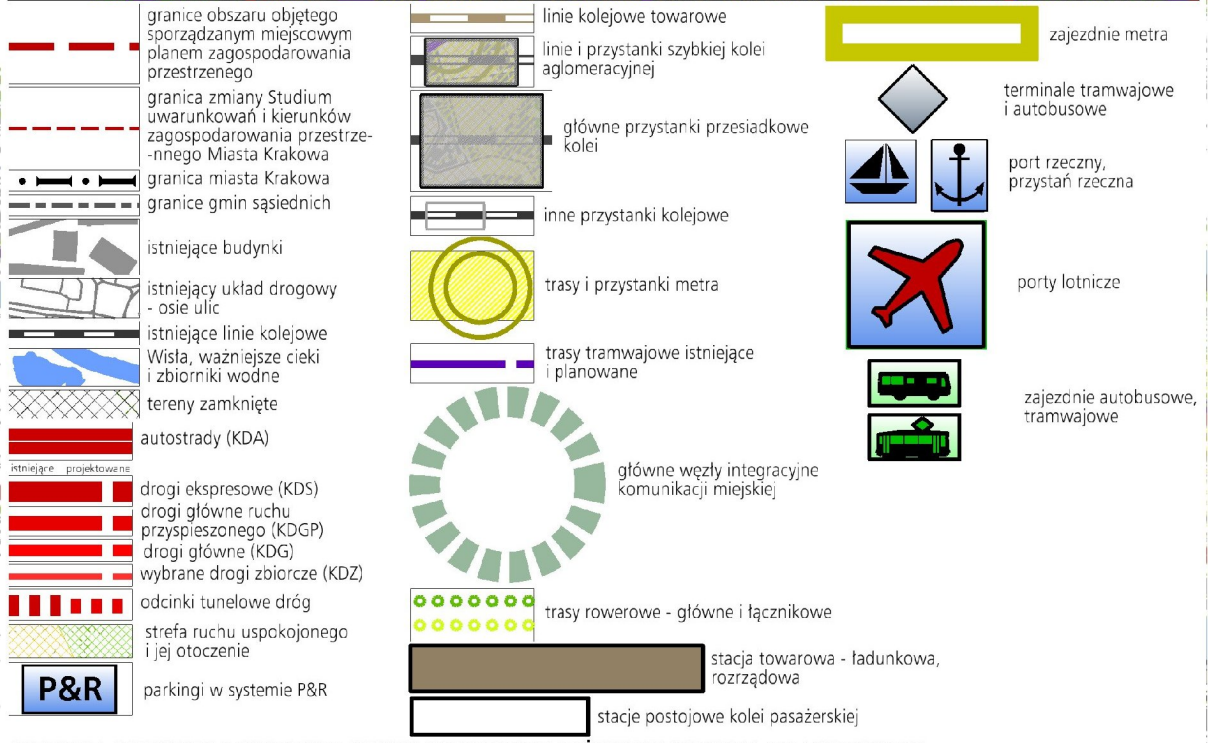 granice obszaru objętego
sporządzanym miejscowym
planem zagospodarowania
przestrzenego
granica zmiany Studium
uwarunkowań i kierunków
zagospodarowania przestrze-
-nnego Miasta Krakowa
granica miasta Krakowa
granice gmin sąsiednich
istniejące budynki
istniejący układ drogowy
- osie ulic
istniejące linie kolejowe
Wisła, ważniejsze cieki
i zbiorniki wodne
tereny zamknięte
autostrady (KDA)
istniejące projektowane
drogi ekspresowe (KDS)
drogi główne ruchu
przyspieszonego (KDGP)
drogi główne (KDG)
wybrane drogi zbiorcze (KDZ)
odcinki tunelowe dróg
strefa ruchu uspokojonego
i jej otoczenie
P&R
parkingi w systemie P&R
linie kolejowe towarowe
linie i przystanki szybkiej kolei
aglomeracyjnej
główne przystanki przesiadkowe
kolei
inne przystanki kolejowe
trasy i przystanki metra
trasy tramwajowe istniejące
i planowane
główne węzły integracyjne
komunikacji miejskiej
trasy rowerowe - główne i łącznikowe
stacja towarowa - ładunkowa,
rozrządowa
stacje postojowe kolei pasażerskiej
zajezdnie metra
terminale tramwajowe
i autobusowe
port rzeczny,
przystań rzeczna
porty lotnicze
zajezdnie autobusowe,
tramwajowe